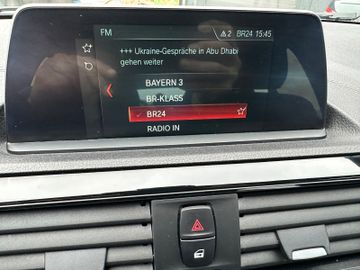 FM
2 BR24 15:45
+++ Ukraine-Gespräche in Abu Dhabi
gehen weiter
BAYERN 3
BR-KLASS
BR24
RADIO IN